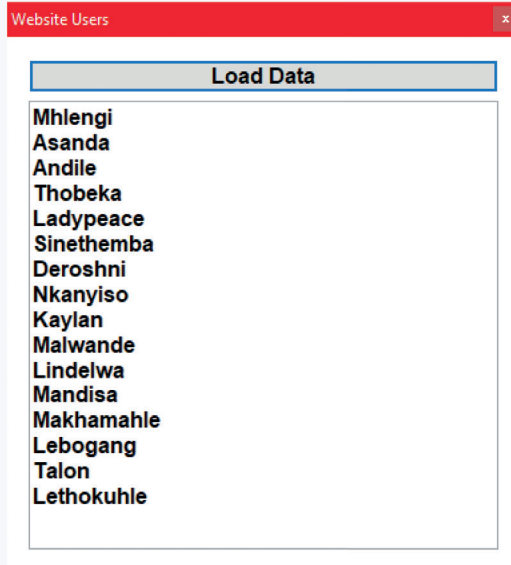 Website Users
x
Load Data
Mhlengi
Asanda
Andile
Thobeka
Ladypeace
Sinethemba
Deroshni
Nkanyiso
Kaylan
Malwande
Lindelwa
Mandisa
Makhamahle
Lebogang
Talon
Lethokuhle